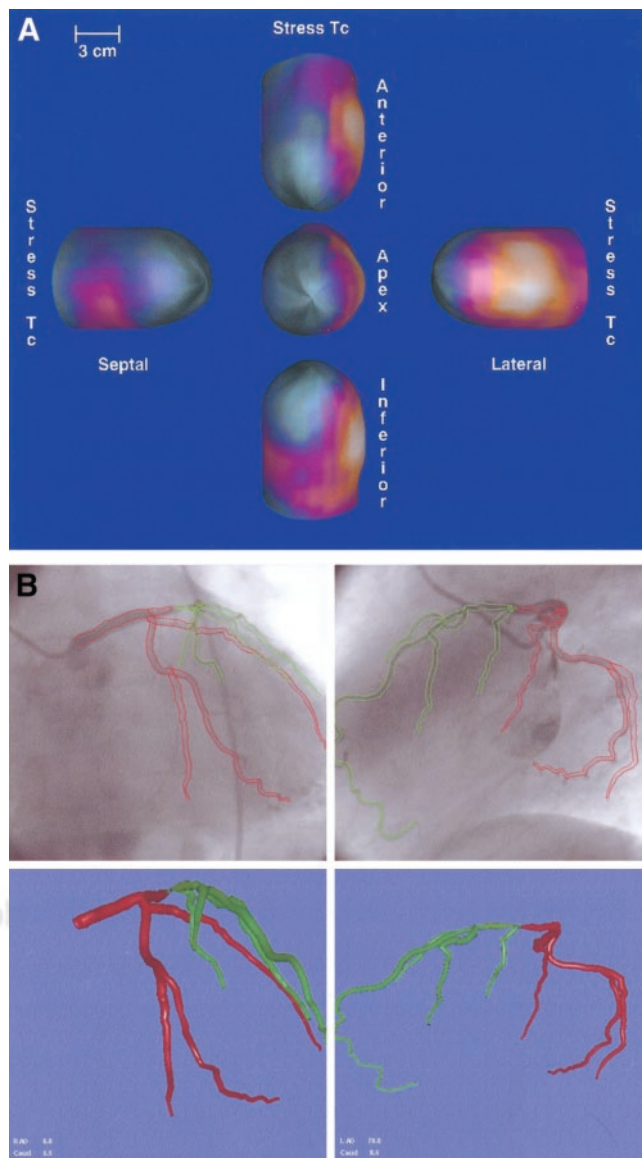 A
3 cm
Stress Tc
Anterior
Stress Tc
Septal
Apex
Stress Tc
Lateral
Inferior
B